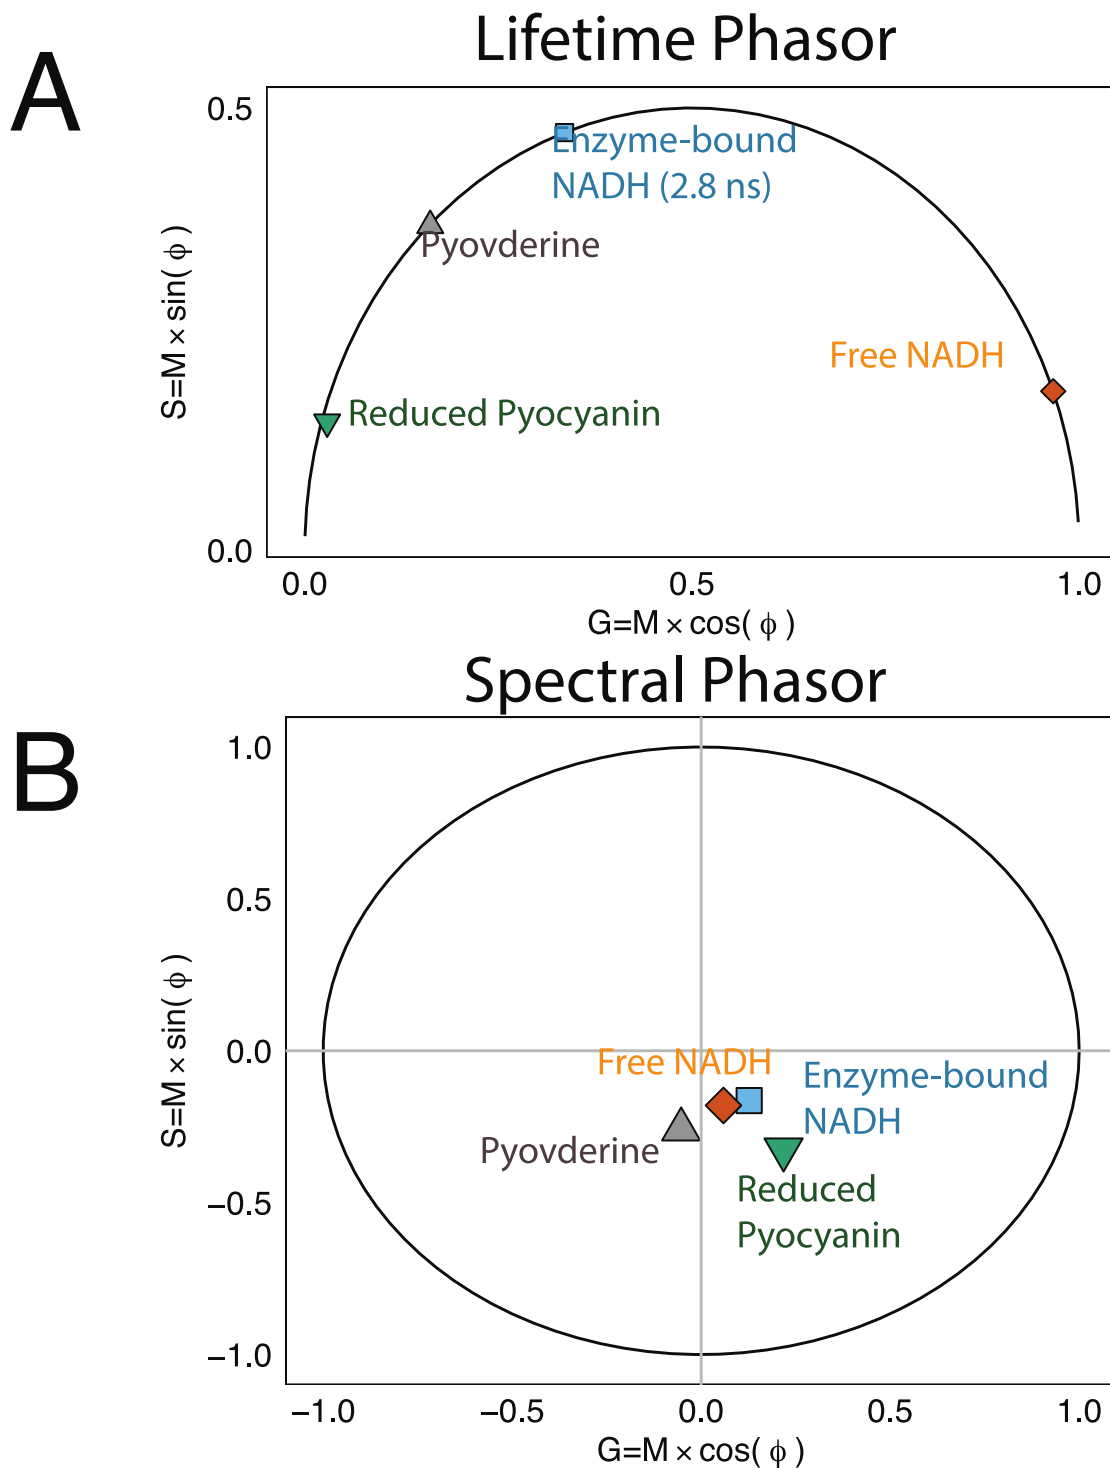 A
Lifetime Phasor
0.5
Enzyme-bound
NADH (2.8 ns)
Pyovderine
Free NADH
Reduced Pyocyanin
S=M × sin( ϕ )
0.0
0.0 0.5 1.0
G=M × cos( ϕ )
B
Spectral Phasor
1.0
0.5
S=M × sin( ϕ )
0.0
Free NADH
Enzyme-bound
NADH
Pyovderine
Reduced
Pyocyanin
−0.5
−1.0
−1.0 −0.5 0.0 0.5 1.0
G=M × cos( ϕ )